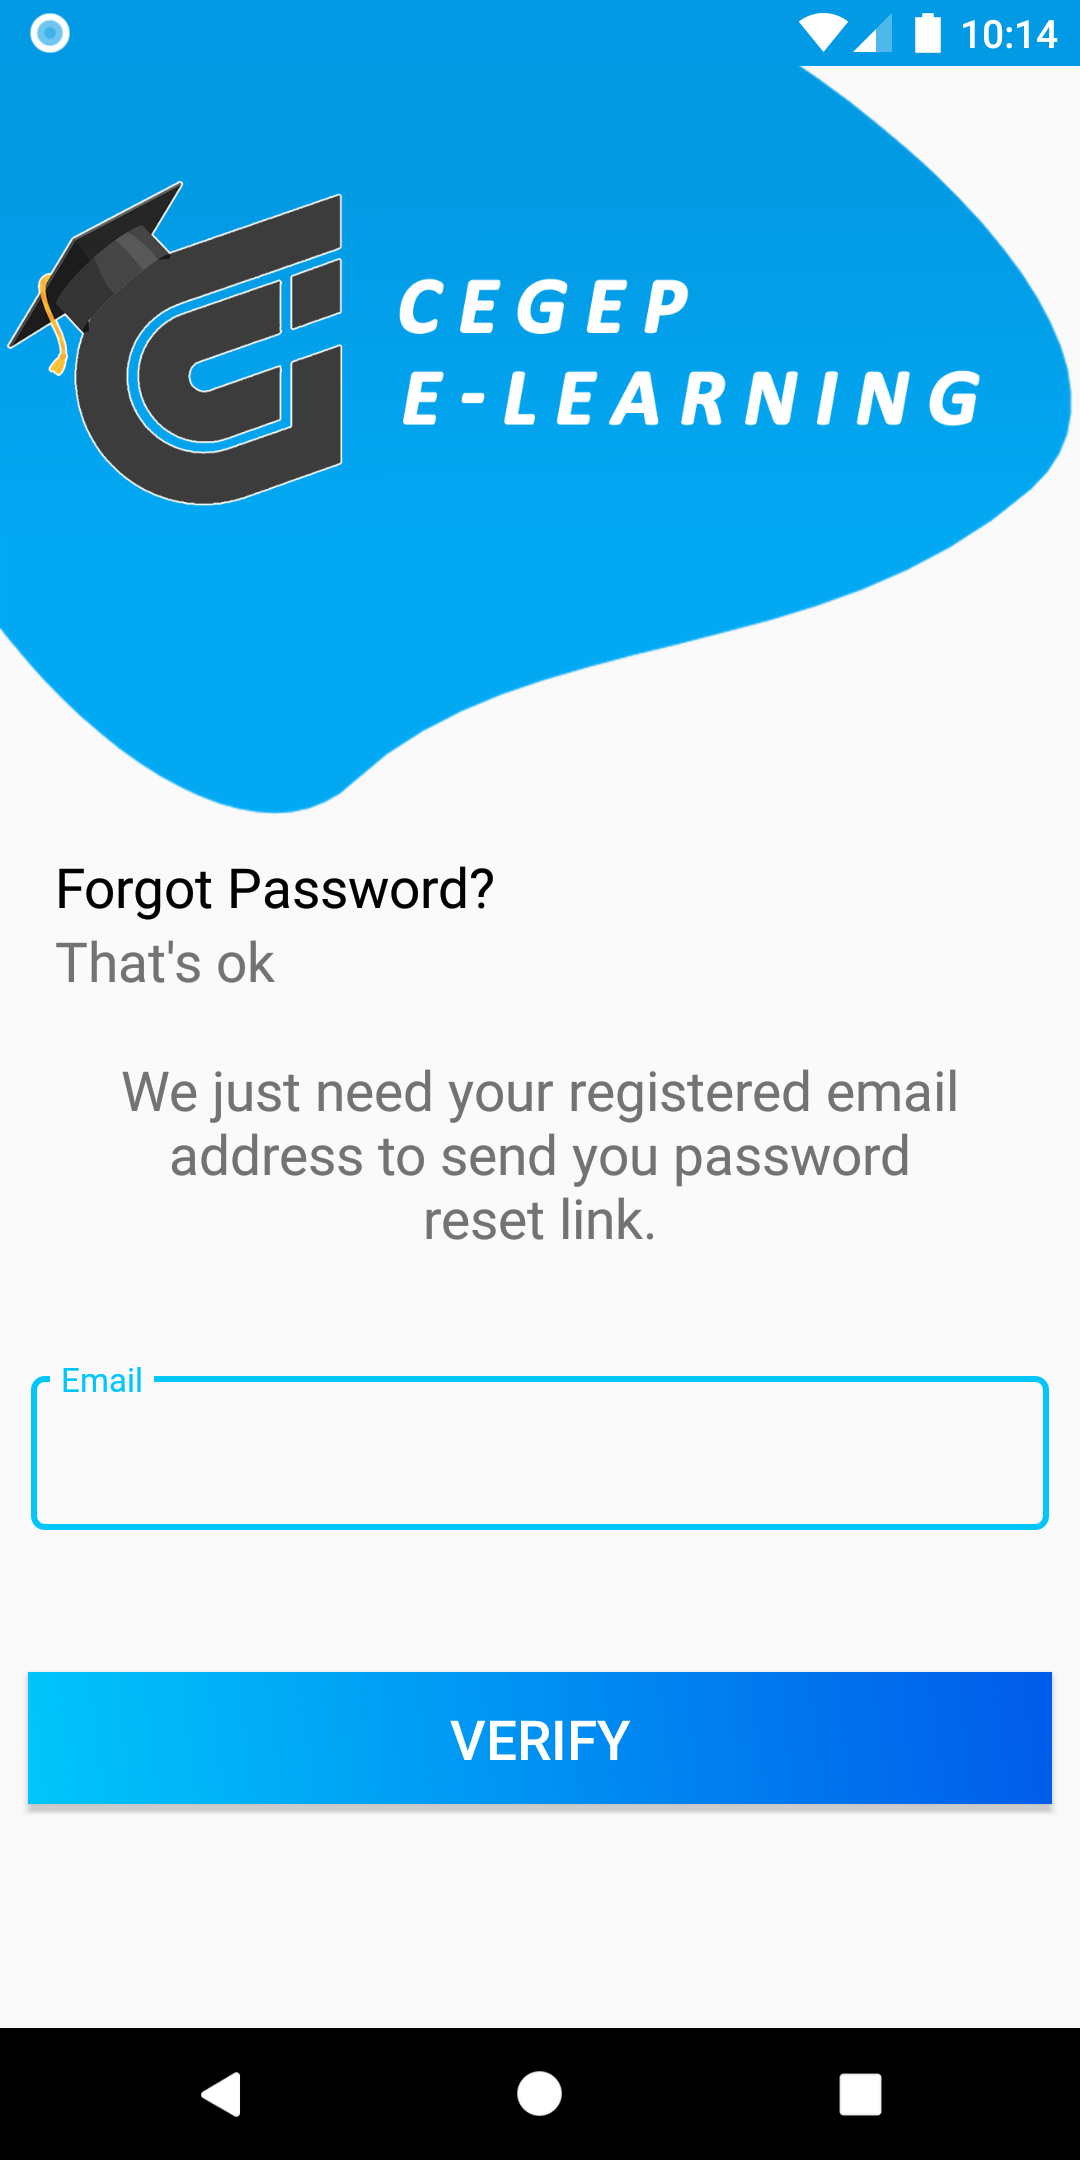 10:14
CEGEP
E-LEARNING
Forgot Password?
That's ok
We just need your registered email
address to send you password
reset link.
Email
VERIFY